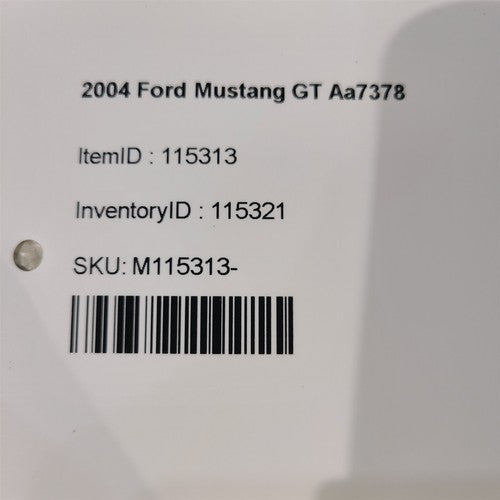 2004 Ford Mustang GT Aa7378
ItemID : 115313
InventoryID : 115321
SKU: M115313-